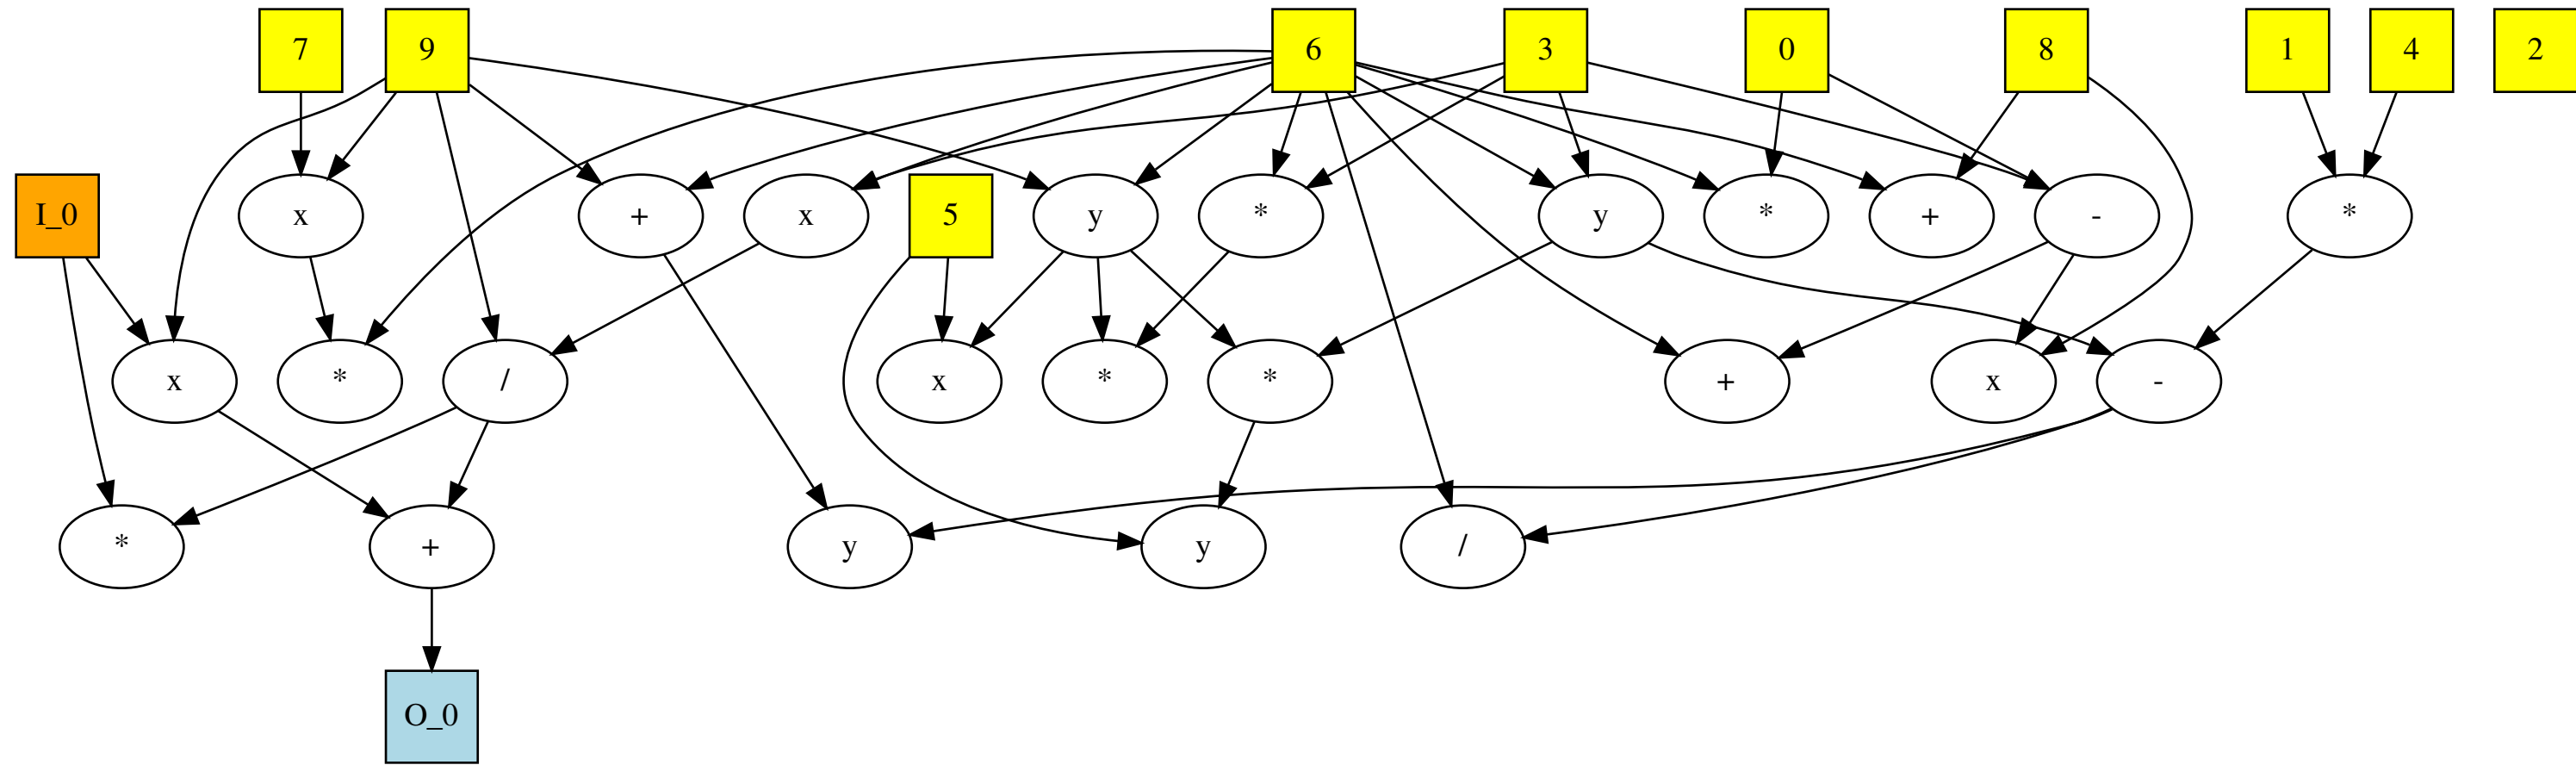 7 9 6 3 0 8 1 4 2
I_0 x + x 5 y * y * + - *
x * / x * * + x -
* + y y /
O_0